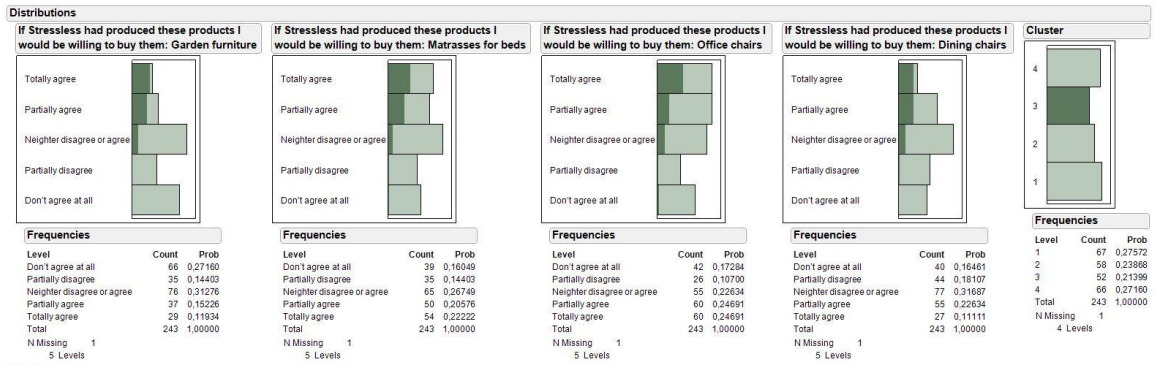 Distributions
If Stressless had produced these products I
would be willing to buy them: Garden furniture
Totally agree
Partially agree
Neighter disagree or agree
Partially disagree
Don't agree at all
Frequencies
Level Count Prob
Don't agree at all 66 0,27160
Partially disagree 35 0,14403
Neighter disagree or agree 76 0,31276
Partially agree 37 0,15226
Totally agree 29 0,11934
Total 243 1,00000
N Missing 1
5 Levels
If Stressless had produced these products I
would be willing to buy them: Matrasses for beds
Totally agree
Partially agree
Neighter disagree or agree
Partially disagree
Don't agree at all
Frequencies
Level Count Prob
Don't agree at all 39 0,16049
Partially disagree 35 0,14403
Neighter disagree or agree 65 0,26749
Partially agree 50 0,20576
Totally agree 54 0,22222
Total 243 1,00000
N Missing 1
5 Levels
If Stressless had produced these products I
would be willing to buy them: Office chairs
Totally agree
Partially agree
Neighter disagree or agree
Partially disagree
Don't agree at all
Frequencies
Level Count Prob
Don't agree at all 42 0,17284
Partially disagree 26 0,10700
Neighter disagree or agree 55 0,22634
Partially agree 60 0,24691
Totally agree 60 0,24691
Total 243 1,00000
N Missing 1
5 Levels
If Stressless had produced these products I
would be willing to buy them: Dining chairs
Totally agree
Partially agree
Neighter disagree or agree
Partially disagree
Don't agree at all
Frequencies
Level Count Prob
Don't agree at all 40 0,16461
Partially disagree 44 0,18107
Neighter disagree or agree 77 0,31687
Partially agree 55 0,22634
Totally agree 27 0,11111
Total 243 1,00000
N Missing 1
5 Levels
Cluster
4
3
2
1
Frequencies
Level Count Prob
1 67 0,27572
2 58 0,23868
3 52 0,21399
4 66 0,27160
Total 243 1,00000
N Missing 1
4 Levels